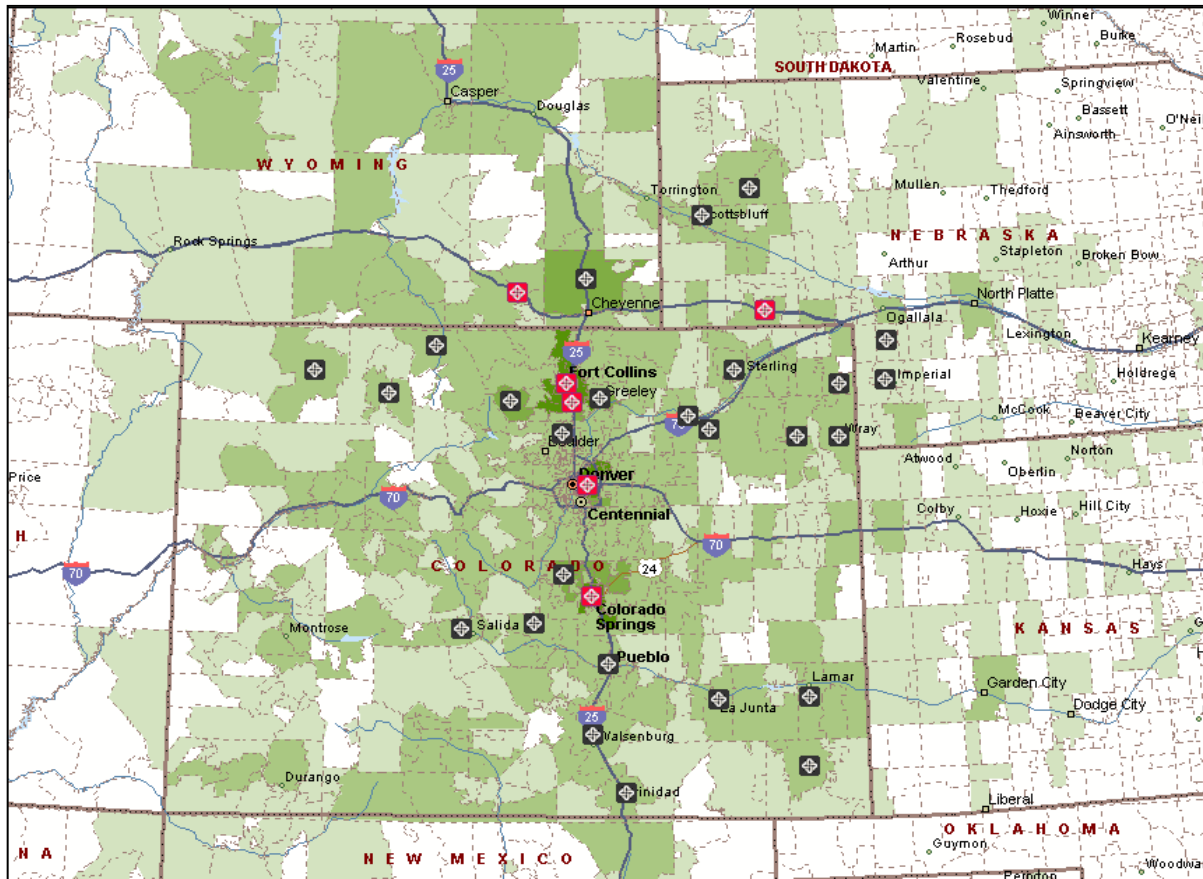 Winner
Rosebud
Burke
Martin
SOUTH DAKOTA
25
Valentine
Springview
Casper
Douglas
Bassett
O'Nei
Ainsworth
WYOMING
Torrington
Mullen
Thedford
cottsbluff
NEBRASKA
Rock Springs
Stapleton
Arthur
Broken Bow
Cheyenne
North Platte
Ogallala
Lexington
Kearney
25
Sterling
Fort Collins
Imperial
Holdrege
Greeley
McCook
Beaver City
Wray
Boulder
Norton
Atwood
Oberlin
Price
Denver
70
Colby
Hill City
Hoxie
Centennial
H
70
70
COLORADO
24
Hays
Colorado
Springs
Montrose
Salida
KANSAS
Pueblo
Lamar
Garden City
La Junta
Dodge City
25
Walsenburg
Durango
rinidad
Liberal
OKLAHOMA
Guymon
NA
NEW MEXICO
Woodwa